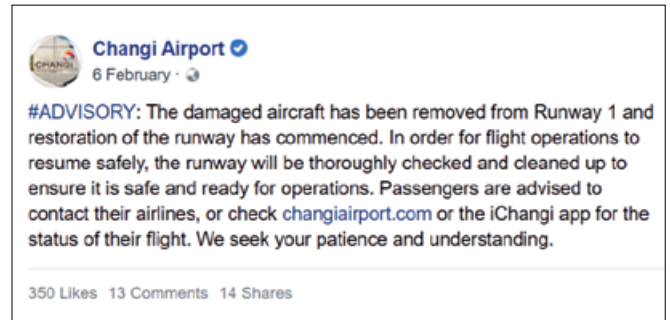 CHANGI
Changi Airport
6 February ·
#ADVISORY: The damaged aircraft has been removed from Runway 1 and
restoration of the runway has commenced. In order for flight operations to
resume safely, the runway will be thoroughly checked and cleaned up to
ensure it is safe and ready for operations. Passengers are advised to
contact their airlines, or check changiairport.com or the iChangi app for the
status of their flight. We seek your patience and understanding.
350 Likes 13 Comments 14 Shares